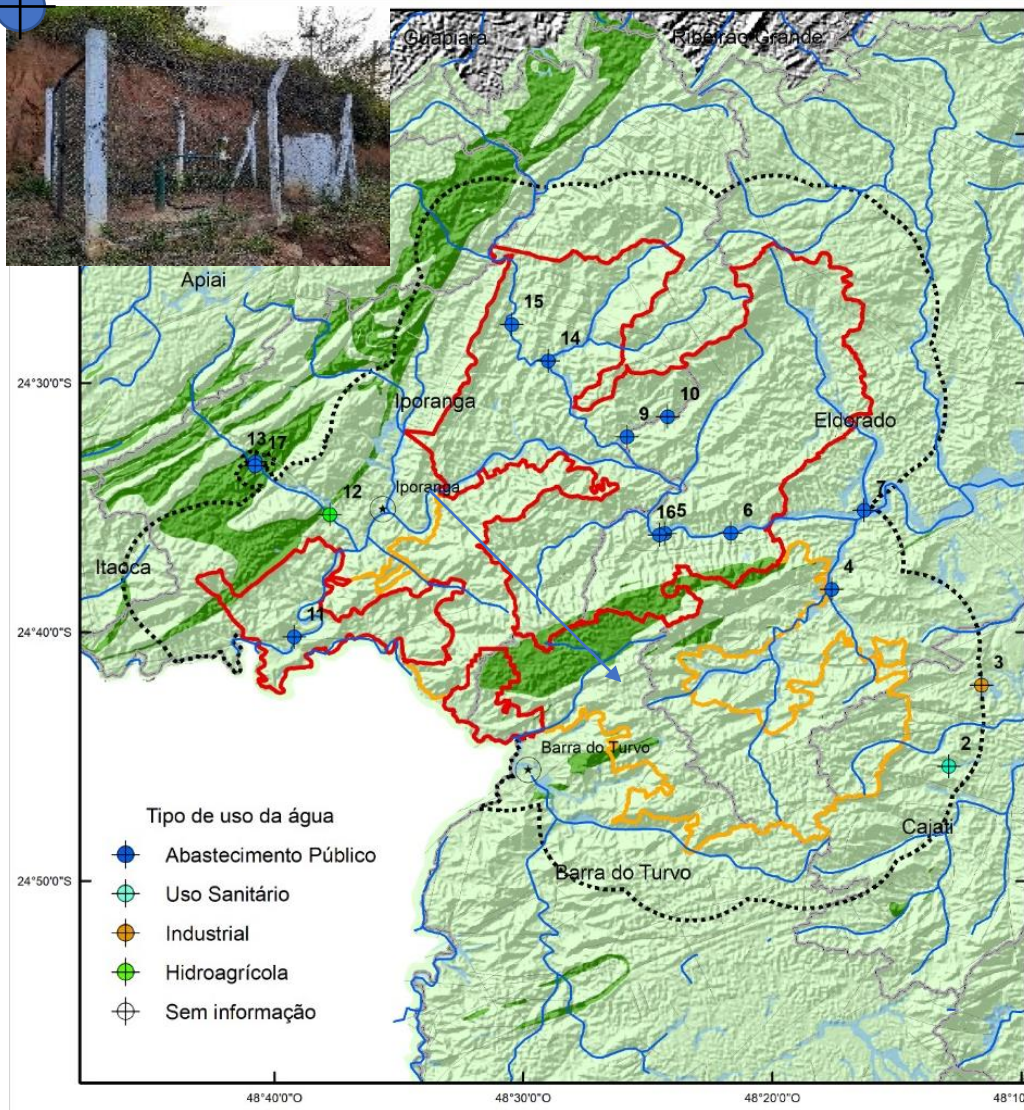 Guapiara
Ribeirão Grande
Apiai
15
14
24°30'0"S
10
Iporanga
9
Eldorado
13 17
Iporanga
7
12
16 5
6
Itaoca
4
24°40'0"S
11
3
Barra do Turvo
2
Tipo de uso da água
Cajati
Abastecimento Público
24°50'0"S
Barra do Turvo
Uso Sanitário
Industrial
Hidroagrícola
Sem informação
48°40'0"O
48°30'0"O
48°20'0"O
48°10